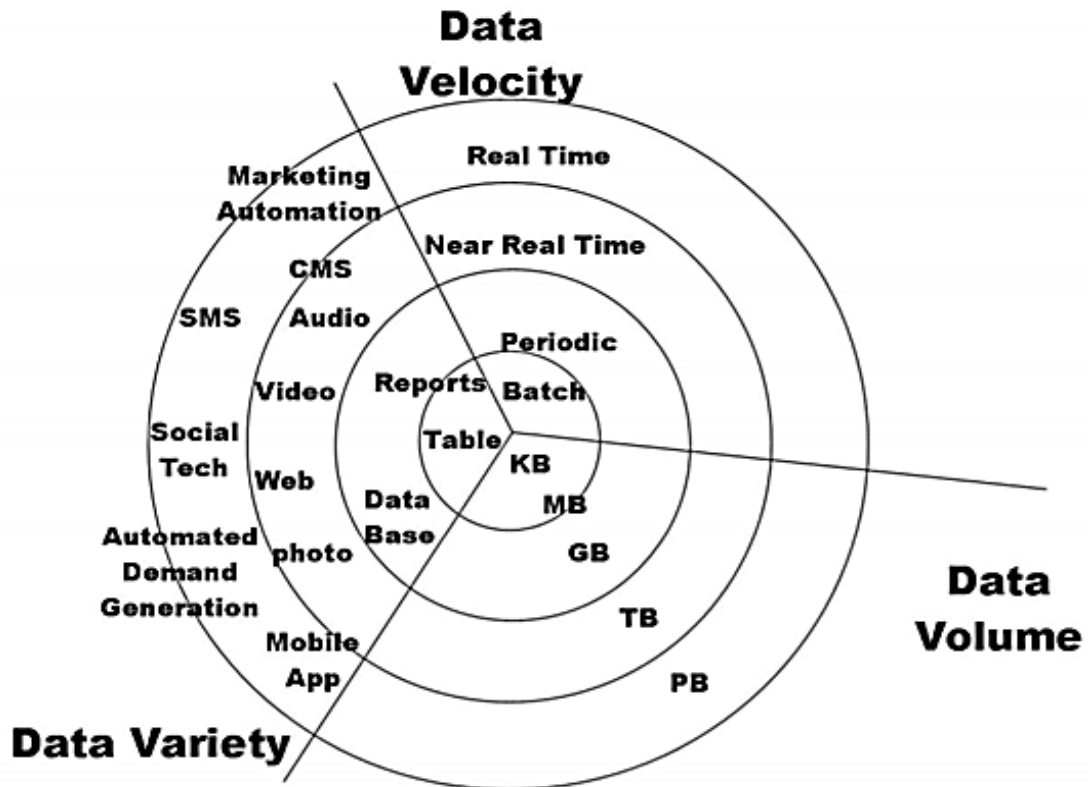 Data
Velocity
Real Time
Marketing
Automation
Near Real Time
CMS
SMS
Audio
Periodic
Reports
Batch
Video
Social
Tech
Table
KB
Web
Data
Base
MB
Automated
Demand
Generation
photo
GB
Data
Volume
TB
Mobile
App
PB
Data Variety